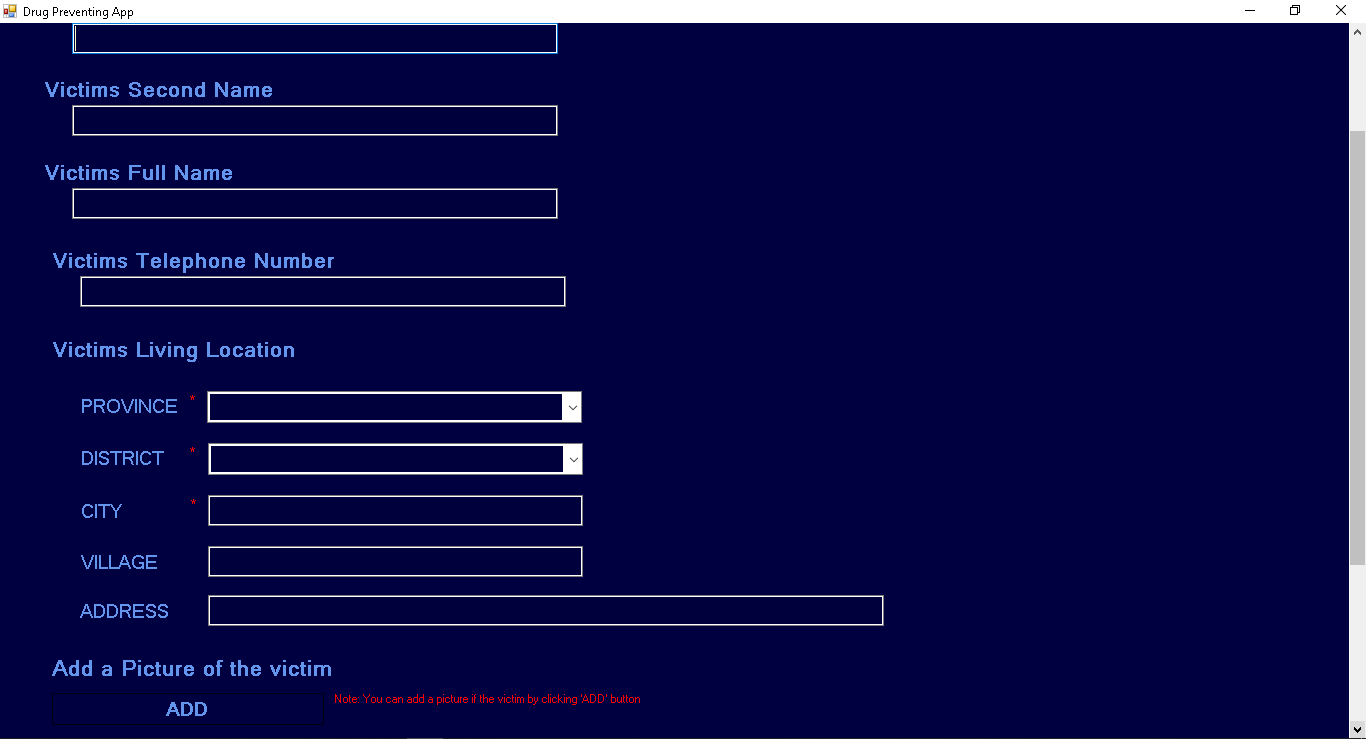 Drug Preventing App
Victims Second Name
Victims Full Name
Victims Telephone Number
Victims Living Location
PROVINCE *
DISTRICT *
CITY *
VILLAGE
ADDRESS
Add a Picture of the victim
ADD
Note: You can add a picture if the victim by clicking 'ADD' button